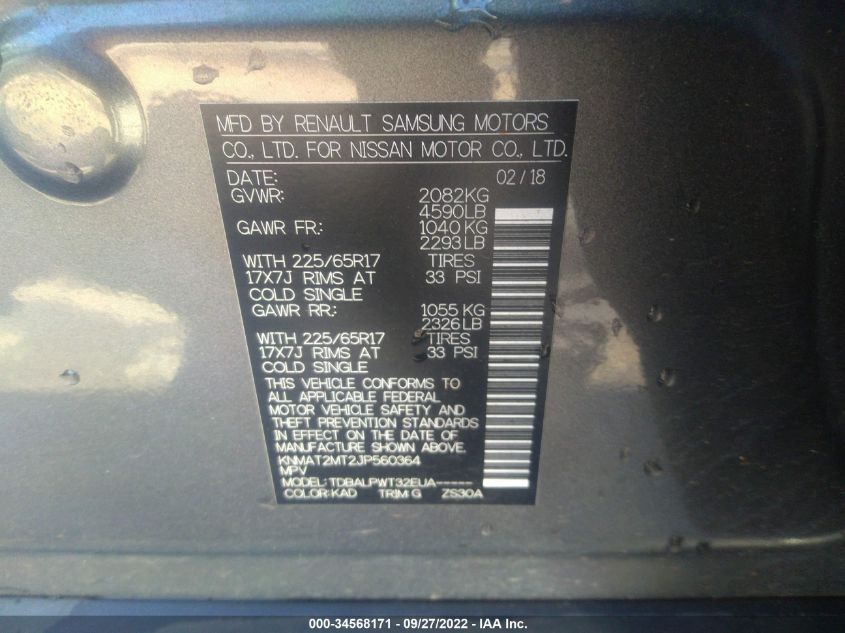 MFD BY RENAULT SAMSUNG MOTORS
CO., LTD. FOR NISSAN MOTOR CO., LTD.
DATE: 02/18
GVWR: 2082KG
4590LB
GAWR FR.: 1040 KG
2293LB
WITH 225/65R17 TIRES
17X7J RIMS AT 33 PSI
COLD SINGLE
GAWR RR.: 1055 KG
2326LB
WITH 225/65R17 TIRES
17X7J RIMS AT 33 PSI
COLD SINGLE
THIS VEHICLE CONFORMS TO
ALL APPLICABLE FEDERAL
MOTOR VEHICLE SAFETY AND
THEFT PREVENTION STANDARDS
IN EFFECT ON THE DATE OF
MANUFACTURE SHOWN ABOVE.
KNMAT2MT2JP560364
MPV
MODEL: TDBALPWT32EUA-----
COLOR:KAD TRIM:G ZS30A
000-34568171 - 09/27/2022 - IAA Inc.